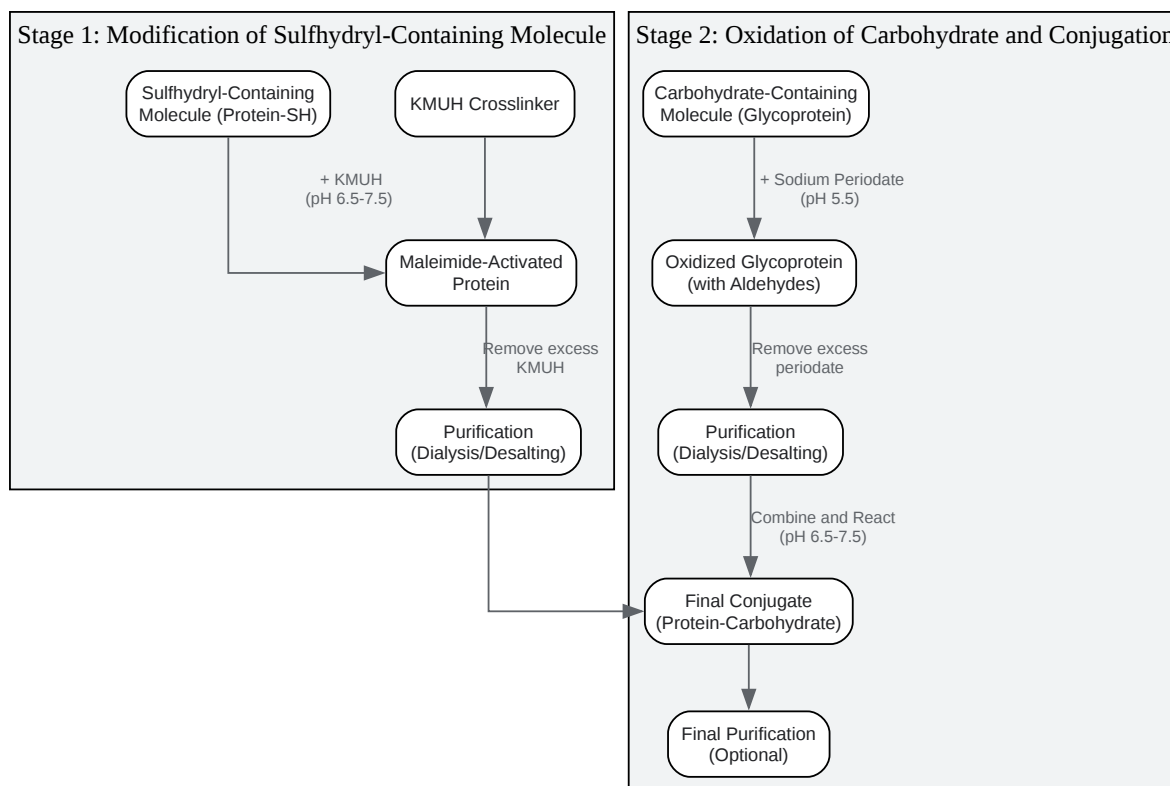 Stage 1: Modification of Sulfhydryl-Containing Molecule
Sulfhydryl-Containing
Molecule (Protein-SH)
KMUH Crosslinker
+ KMUH
(pH 6.5-7.5)
Maleimide-Activated
Protein
Remove excess
KMUH
Purification
(Dialysis/Desalting)
Stage 2: Oxidation of Carbohydrate and Conjugation
Carbohydrate-Containing
Molecule (Glycoprotein)
+ Sodium Periodate
(pH 5.5)
Oxidized Glycoprotein
(with Aldehydes)
Remove excess
periodate
Purification
(Dialysis/Desalting)
Combine and React
(pH 6.5-7.5)
Final Conjugate
(Protein-Carbohydrate)
Final Purification
(Optional)